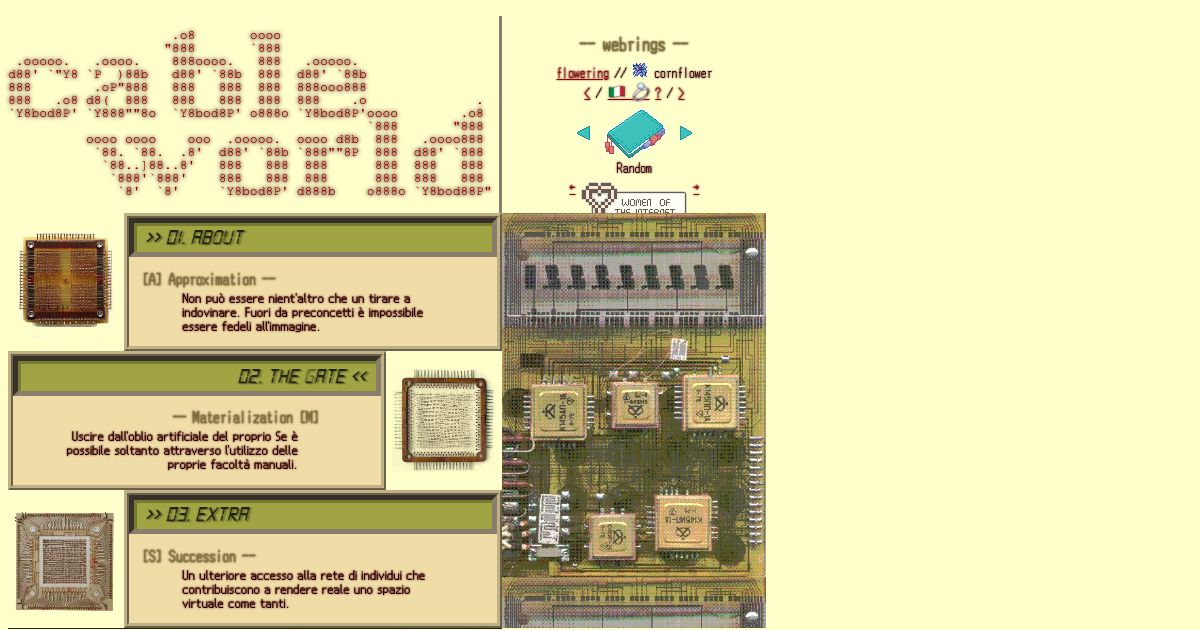 cable
world
-- webrings --
flowering // cornflower
< / ? / >
Random
WOMEN OF
THE INTERNET
>> 01. ABOUT
[A] Approximation --
Non può essere nient'altro che un tirare a
indovinare. Fuori da preconcetti è impossibile
essere fedeli all'immagine.
02. THE GATE <<
-- Materialization [M]
Uscire dall'oblio artificiale del proprio Se è
possibile soltanto attraverso l'utilizzo delle
proprie facoltà manuali.
>> 03. EXTRA
[S] Succession --
Un ulteriore accesso alla rete di individui che
contribuiscono a rendere reale uno spazio
virtuale come tanti.